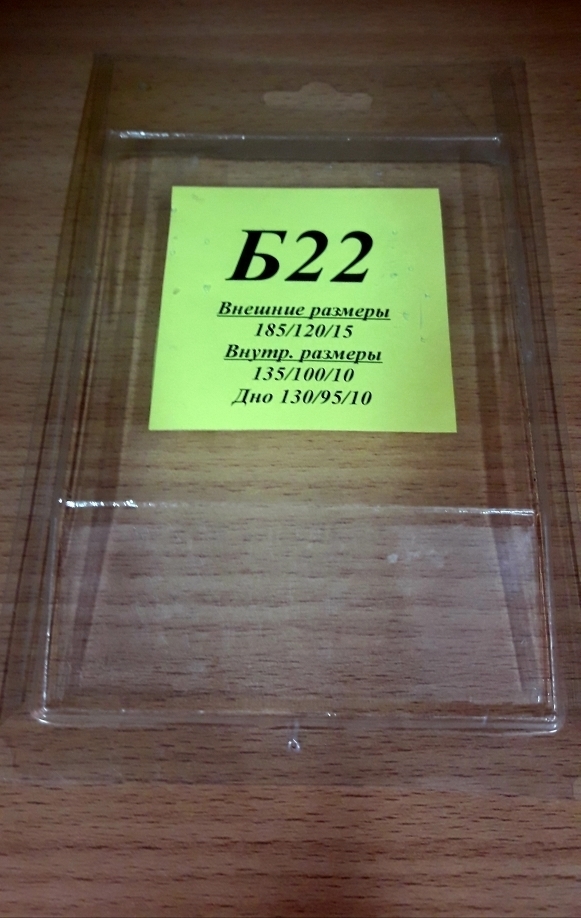 Б22
Внешние размеры
185/120/15
Внутр. размеры
135/100/10
Дно 130/95/10